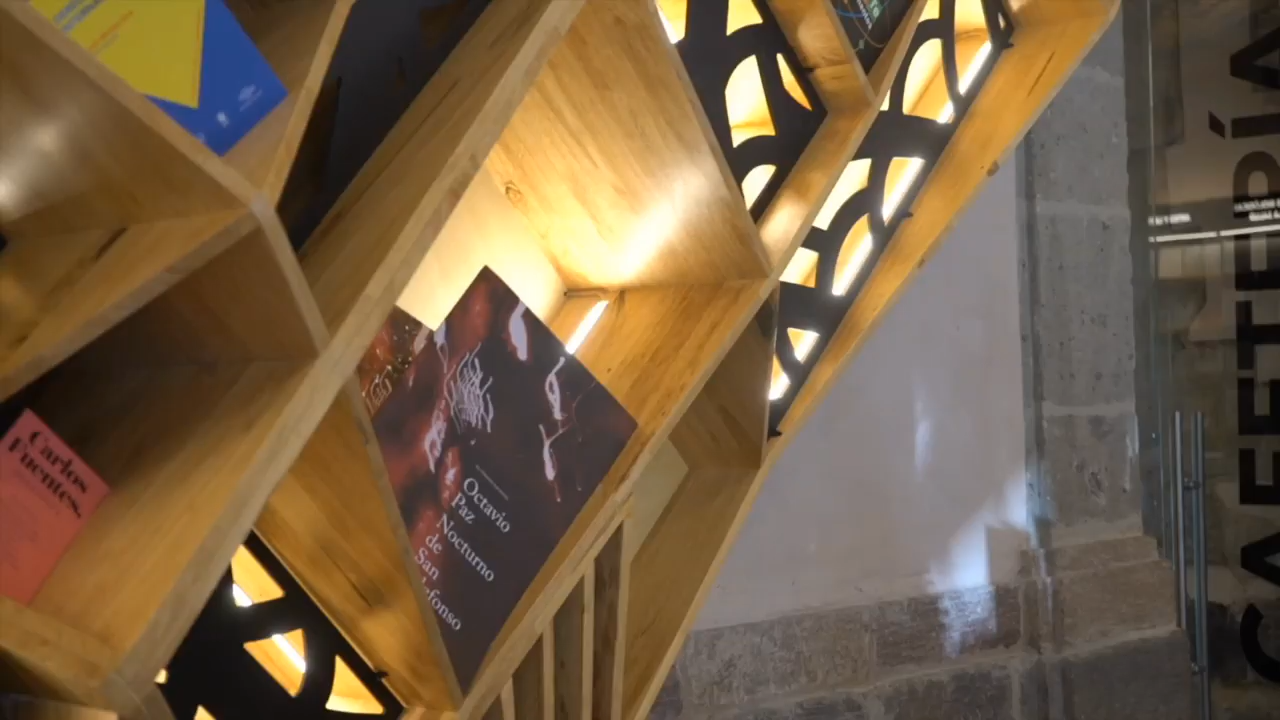 Carlos
Fuentes.
Octavio
Paz
Nocturno
de
San
Ildefonso
CAFETERÍA